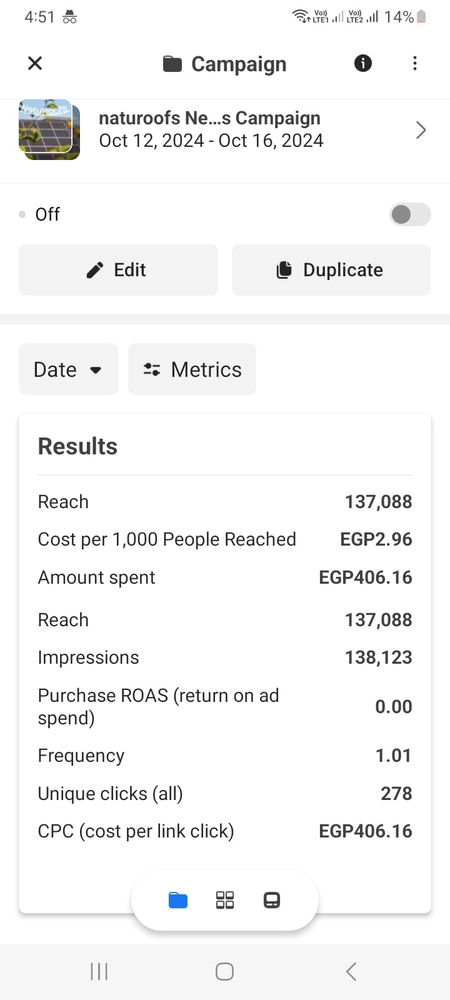 4:51
Vo)) LTE1 Vo)) LTE2 14%
Campaign
NatuRoofs
naturoofs Ne...s Campaign
Oct 12, 2024 - Oct 16, 2024
Off
Edit
Duplicate
Date
Metrics
Results
Reach 137,088
Cost per 1,000 People Reached EGP2.96
Amount spent EGP406.16
Reach 137,088
Impressions 138,123
Purchase ROAS (return on ad
spend) 0.00
Frequency 1.01
Unique clicks (all) 278
CPC (cost per link click) EGP406.16